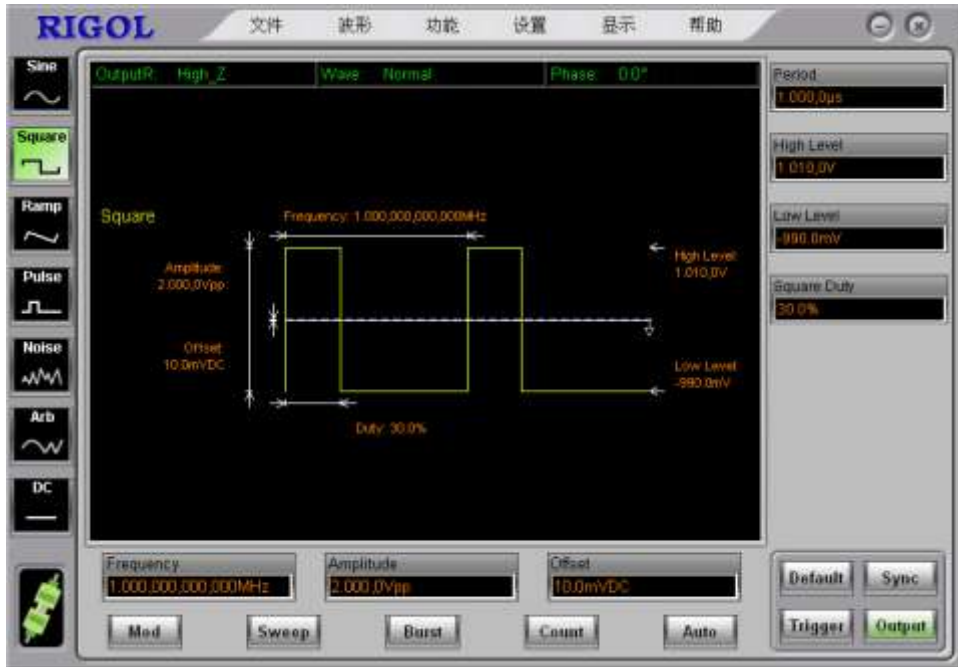 RIGOL
文件 波形 功能 设置 显示 帮助
Sine
Square
Ramp
Pulse
Noise
Arb
DC
OutputR: High_Z Wave: Normal Phase: 0.0°
Square
Frequency: 1.000,000,000,000MHz
Amplitude:
2.000,0Vpp
Offset:
10.0mVDC
High Level:
1.010,0V
Low Level:
-990.0mV
Duty: 30.0%
Period
1.000,0µs
High Level
1.010,0V
Low Level
-990.0mV
Square Duty
30.0%
Frequency
1.000,000,000,000MHz
Amplitude
2.000,0Vpp
Offset
10.0mVDC
Mod Sweep Burst Count Auto
Default Sync
Trigger Output